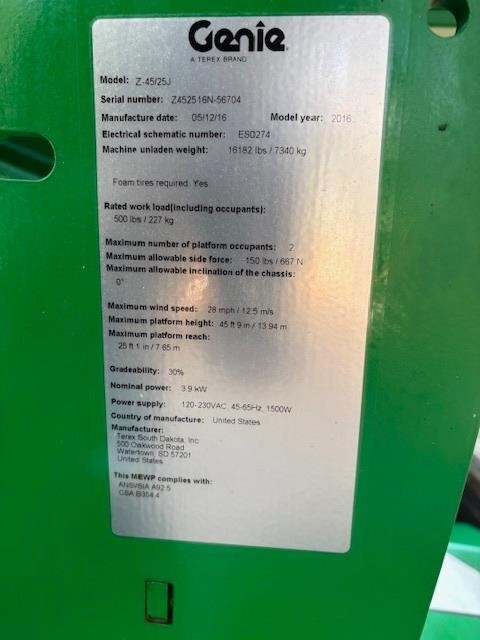 Genie
A TEREX BRAND
Model: Z-45/25J
Serial number: Z452516N-56704
Manufacture date: 05/12/16 Model year: 2016
Electrical schematic number: ES0274
Machine unladen weight: 16182 lbs / 7340 kg
Foam tires required Yes
Rated work load(including occupants):
500 lbs / 227 kg
Maximum number of platform occupants: 2
Maximum allowable side force: 150 lbs / 667 N
Maximum allowable inclination of the chassis:
0°
Maximum wind speed: 28 mph / 12.5 m/s
Maximum platform height: 45 ft 9 in / 13.94 m
Maximum platform reach:
25 ft 1 in / 7.65 m
Gradeability: 30%
Nominal power: 3.9 kW
Power supply: 120-230VAC, 45-65Hz, 1500W
Country of manufacture: United States
Manufacturer:
Terex South Dakota, Inc
500 Oakwood Road
Watertown, SD 57201
United States
This MEWP complies with:
ANSI/SIA A92.5
CSA B354.4